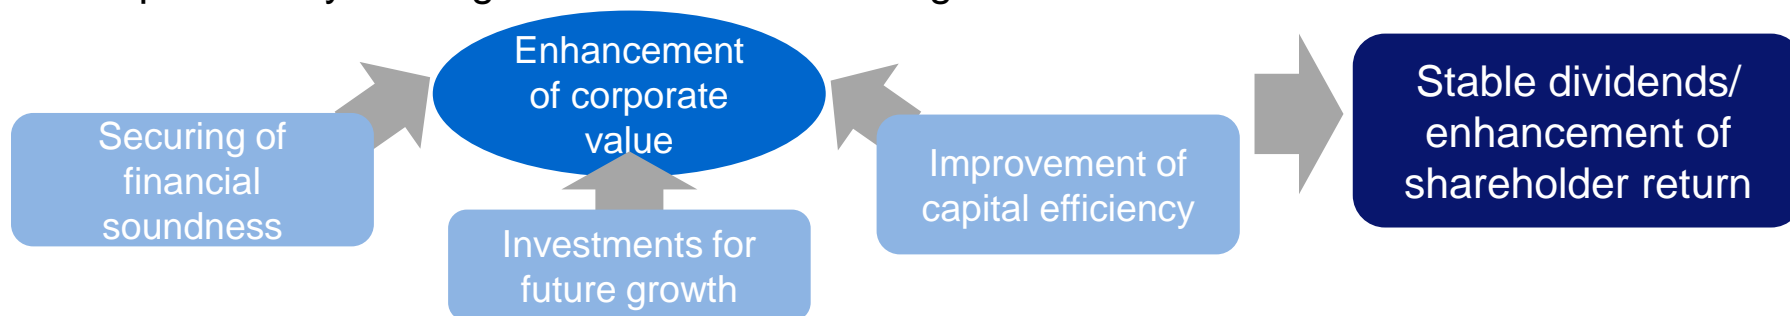 Enhancement
of corporate
value
Securing of
financial
soundness
Investments for
future growth
Improvement of
capital efficiency
Stable dividends/
enhancement of
shareholder return